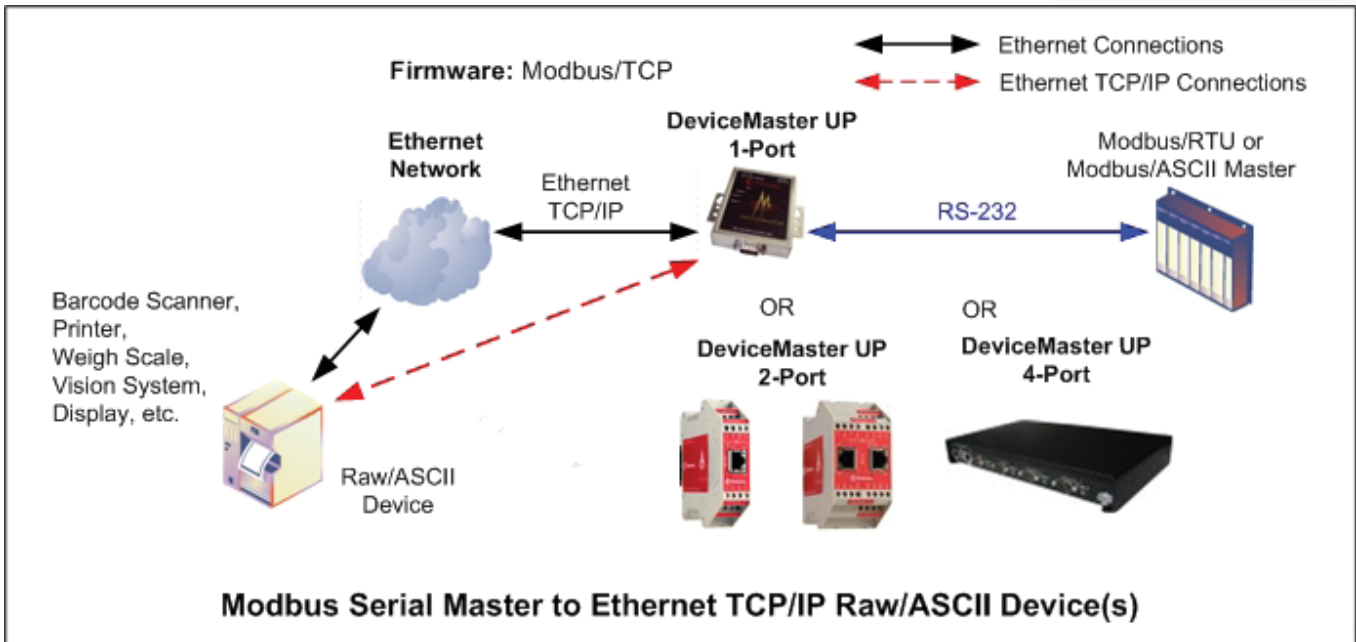 Firmware: Modbus/TCP
Ethernet Connections
Ethernet TCP/IP Connections
Ethernet
Network
Ethernet
TCP/IP
DeviceMaster UP
1-Port
RS-232
Modbus/RTU or
Modbus/ASCII Master
Barcode Scanner,
Printer,
Weigh Scale,
Vision System,
Display, etc.
Raw/ASCII
Device
OR
DeviceMaster UP
2-Port
OR
DeviceMaster UP
4-Port
Modbus Serial Master to Ethernet TCP/IP Raw/ASCII Device(s)